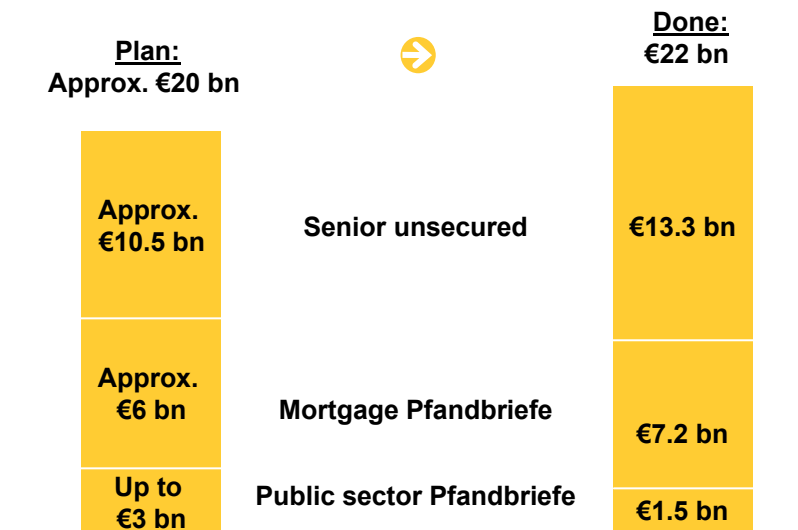 Plan:
Approx. €20 bn
Done:
€22 bn
Approx.
€10.5 bn
Senior unsecured
€13.3 bn
Approx.
€6 bn
Mortgage Pfandbriefe
€7.2 bn
Up to
€3 bn
Public sector Pfandbriefe
€1.5 bn